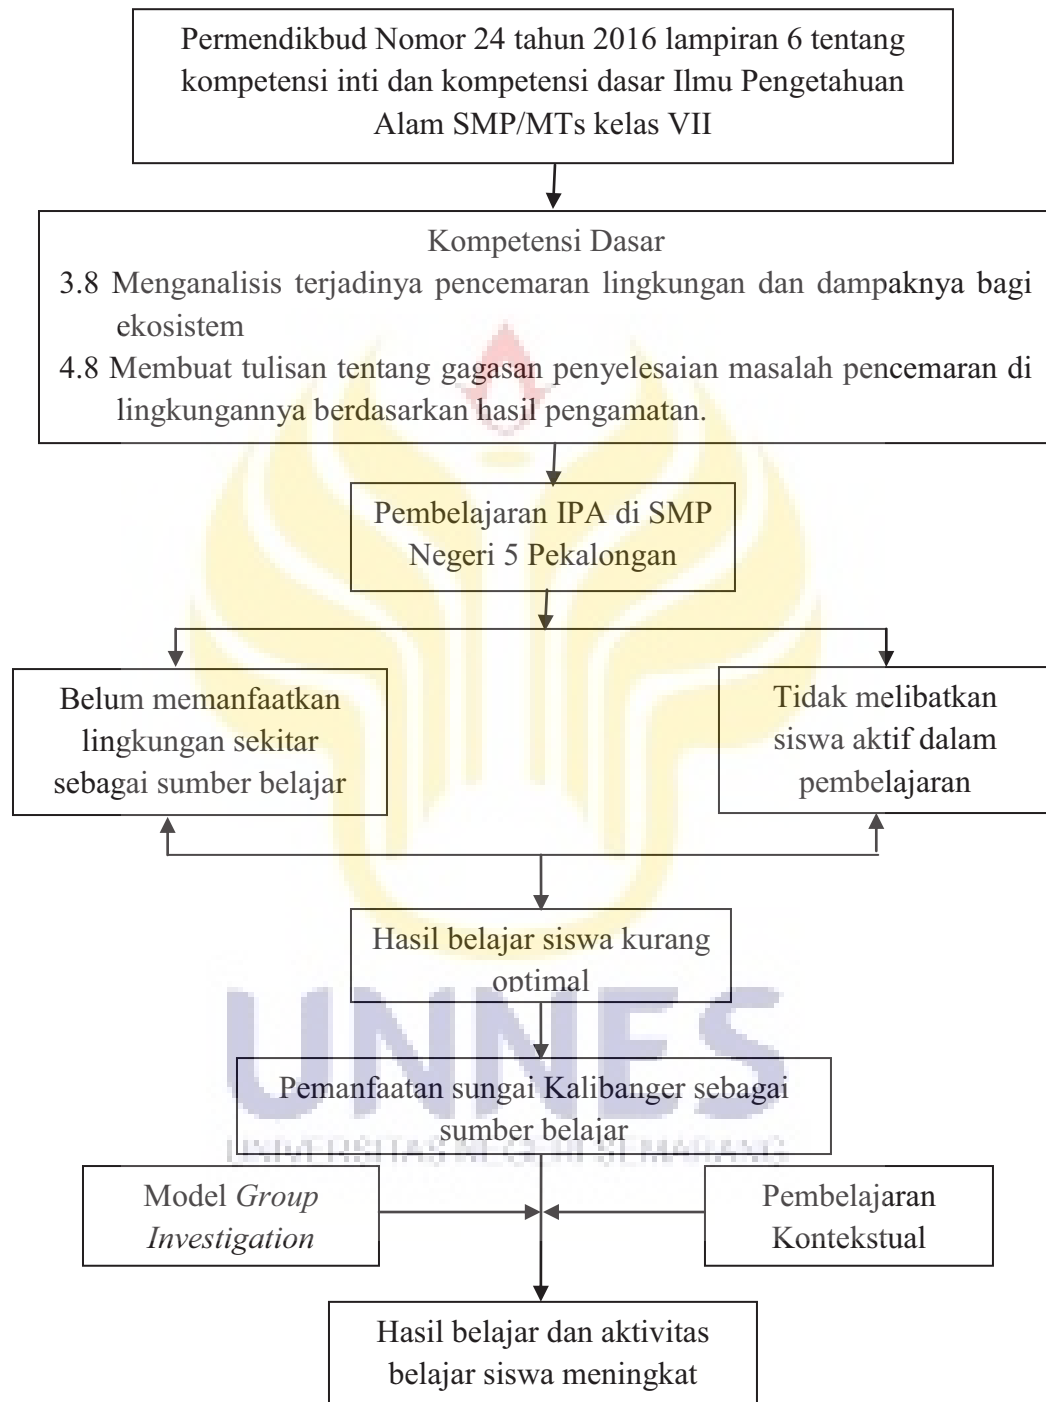 Permendikbud Nomor 24 tahun 2016 lampiran 6 tentang
kompetensi inti dan kompetensi dasar Ilmu Pengetahuan
Alam SMP/MTs kelas VII
Kompetensi Dasar
3.8 Menganalisis terjadinya pencemaran lingkungan dan dampaknya bagi
ekosistem
4.8 Membuat tulisan tentang gagasan penyelesaian masalah pencemaran di
lingkungannya berdasarkan hasil pengamatan.
Pembelajaran IPA di SMP
Negeri 5 Pekalongan
Belum memanfaatkan
lingkungan sekitar
sebagai sumber belajar
Tidak melibatkan
siswa aktif dalam
pembelajaran
Hasil belajar siswa kurang
optimal
UNNES
Pemanfaatan sungai Kalibanger sebagai
sumber belajar
UNIVERSITAS NEGERI SEMARANG
Model Group
Investigation
Pembelajaran
Kontekstual
Hasil belajar dan aktivitas
belajar siswa meningkat